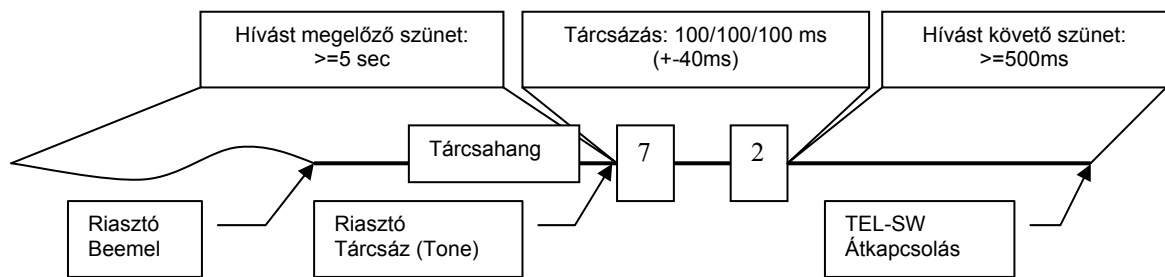 Hívást megelőző szünet:
>=5 sec
Tárcsázás: 100/100/100 ms
(+-40ms)
Hívást követő szünet:
>=500ms
Tárcsahang
7
2
Riasztó
Beemel
Riasztó
Tárcsáz (Tone)
TEL-SW
Átkapcsolás